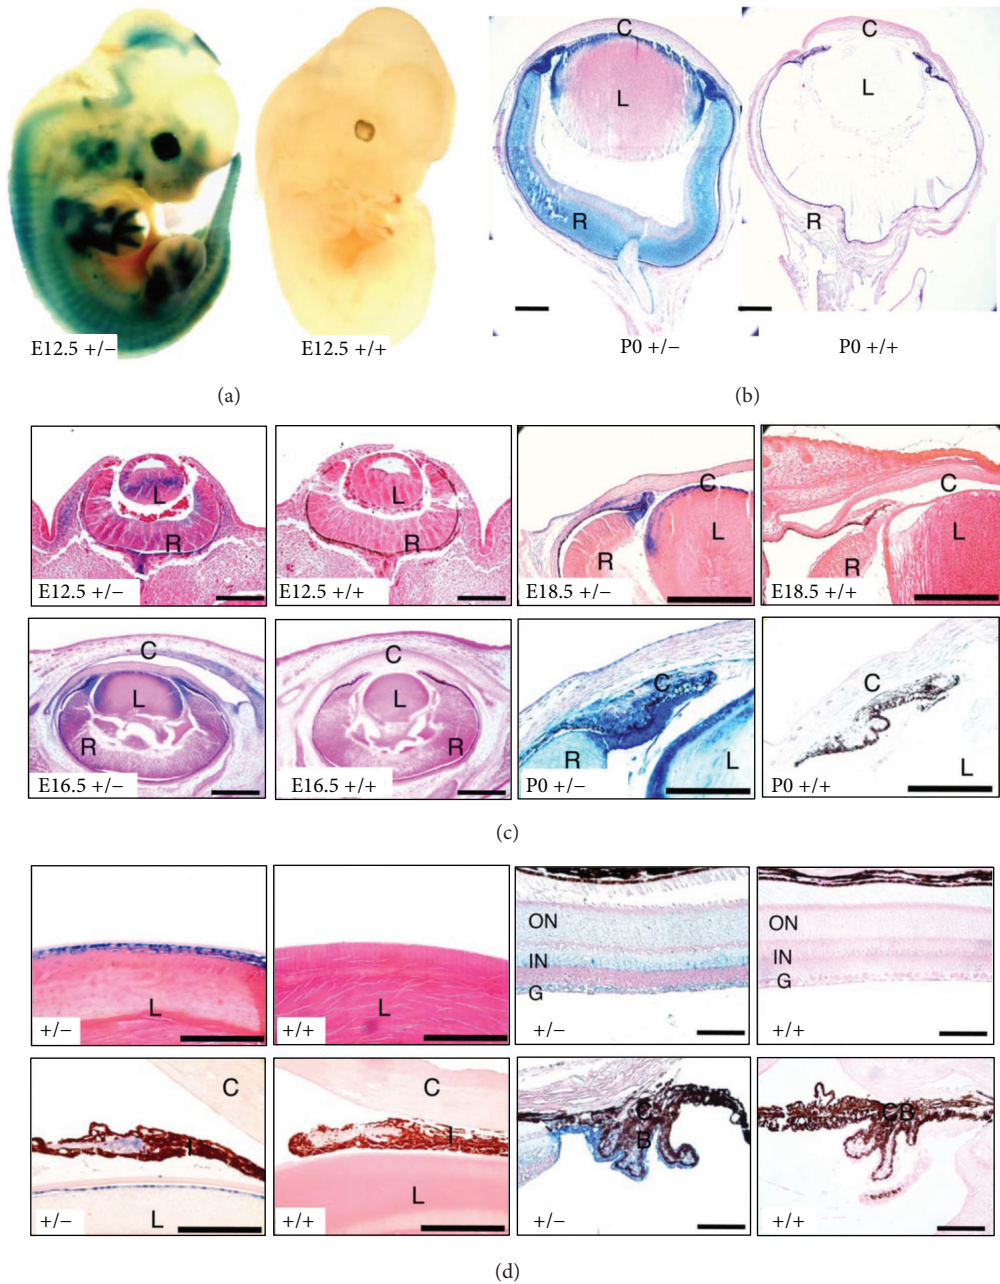 C
C
L
L
R
R
E12.5 +/−
E12.5 +/+
P0 +/−
P0 +/+
(a)
(b)
L
R
E12.5 +/−
L
R
E12.5 +/+
C
L
R
E18.5 +/−
C
L
R
E18.5 +/+
C
L
R
E16.5 +/−
C
L
R
E16.5 +/+
C
R
L
P0 +/−
C
L
P0 +/+
(c)
L
+/−
L
+/+
ON
IN
G
+/−
ON
IN
G
+/+
C
I
L
+/−
C
I
L
+/+
C
B
+/−
CB
+/+
(d)